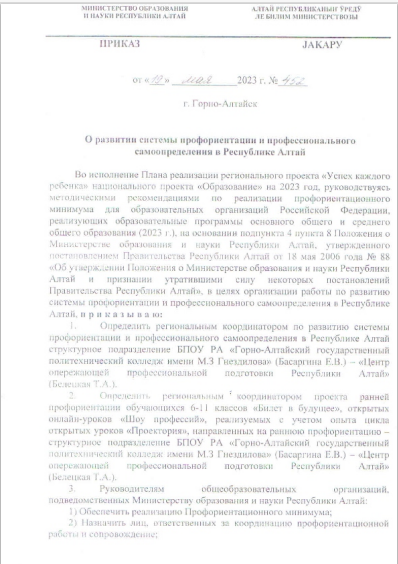 МИНИСТЕРСТВО ОБРАЗОВАНИЯ
И НАУКИ РЕСПУБЛИКИ АЛТАЙ
АЛТАЙ РЕСПУБЛИКАНЫҤ ӰРЕДӰ
ЛЕ БИЛИМ МИНИСТЕРСТВОЗЫ
ПРИКАЗ
JАКАРУ
от « » мая 2023 г. № 452
г. Горно-Алтайск
О развитии системы профориентации и профессионального
самоопределения в Республике Алтай
Во исполнение Плана реализации регионального проекта «Успех каждого
ребенка» национального проекта «Образование» на 2023 год, руководствуясь
методическими рекомендациями по реализации профориентационного
минимума для образовательных организаций Российской Федерации,
реализующих образовательные программы основного общего и среднего
общего образования (2023 г.), на основании подпункта 4 пункта 8 Положения о
Министерстве образования и науки Республики Алтай, утвержденного
постановлением Правительства Республики Алтай от 18 мая 2006 года № 88
«Об утверждении Положения о Министерстве образования и науки Республики
Алтай и признании утратившими силу некоторых постановлений
Правительства Республики Алтай», в целях организации работы по развитию
системы профориентации и профессионального самоопределения в Республике
Алтай, п р и к а з ы в а ю:
1. Определить региональным координатором по развитию системы
профориентации и профессионального самоопределения в Республике Алтай
структурное подразделение БПОУ РА «Горно-Алтайский государственный
политехнический колледж имени М.З Гнездилова» (Басаргина Е.В.) – «Центр
опережающей профессиональной подготовки Республики Алтай»
(Белецкая Т.А.).
2. Определить региональным координатором проекта ранней
профориентации обучающихся 6-11 классов «Билет в будущее», открытых
онлайн-уроков «Шоу профессий», реализуемых с учетом опыта цикла
открытых уроков «Проектория», направленных на раннюю профориентацию –
структурное подразделение БПОУ РА «Горно-Алтайский государственный
политехнический колледж имени М.З Гнездилова» (Басаргина Е.В.) – «Центр
опережающей профессиональной подготовки Республики Алтай»
(Белецкая Т.А.).
3. Руководителям общеобразовательных организаций,
подведомственных Министерству образования и науки Республики Алтай:
1) Обеспечить реализацию Профориентационного минимума;
2) Назначить лиц, ответственных за координацию профориентационной
работы и сопровождение;